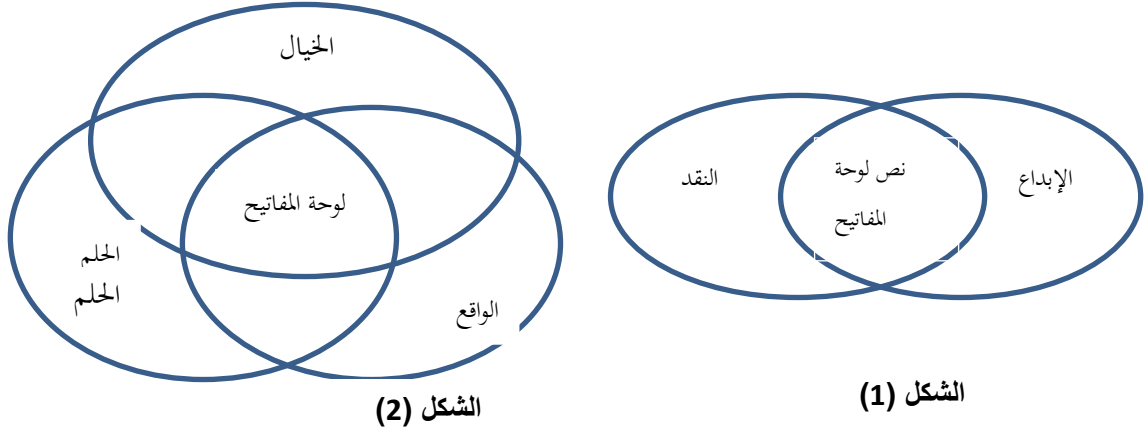 الإبداع
نص لوحة
المفاتيح
النقد
الشكل (1)
الخيال
لوحة المفاتيح
الحلم
الحلم
الواقع
الشكل (2)